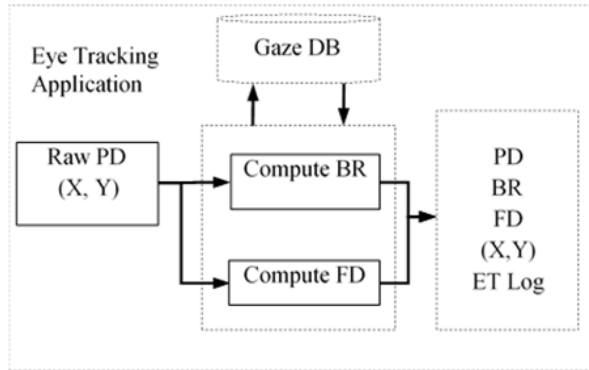 Eye Tracking
Application
Gaze DB
Raw PD
(X, Y)
Compute BR
Compute FD
PD
BR
FD
(X,Y)
ET Log